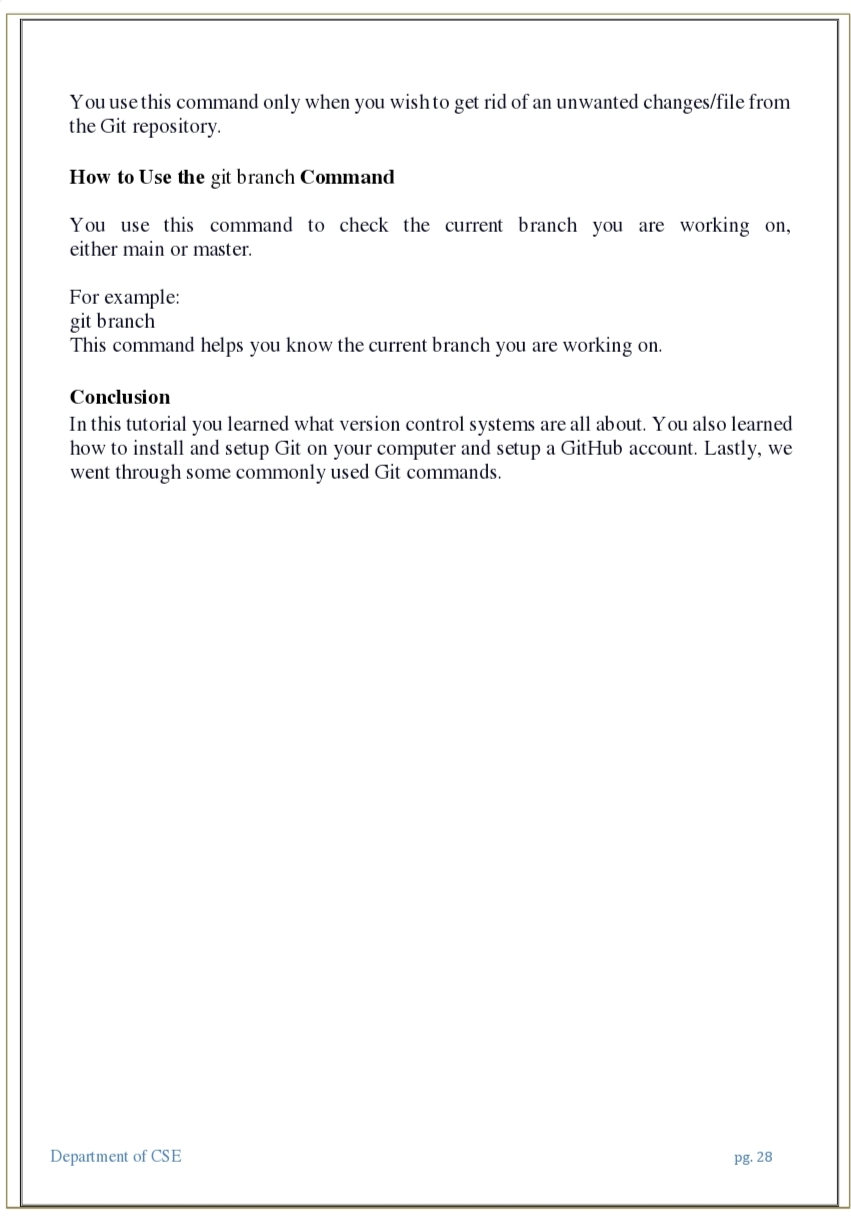 You use this command only when you wish to get rid of an unwanted changes/file from
the Git repository.
How to Use the git branch Command
You use this command to check the current branch you are working on,
either main or master.
For example:
git branch
This command helps you know the current branch you are working on.
Conclusion
In this tutorial you learned what version control systems are all about. You also learned
how to install and setup Git on your computer and setup a GitHub account. Lastly, we
went through some commonly used Git commands.
Department of CSE pg. 28